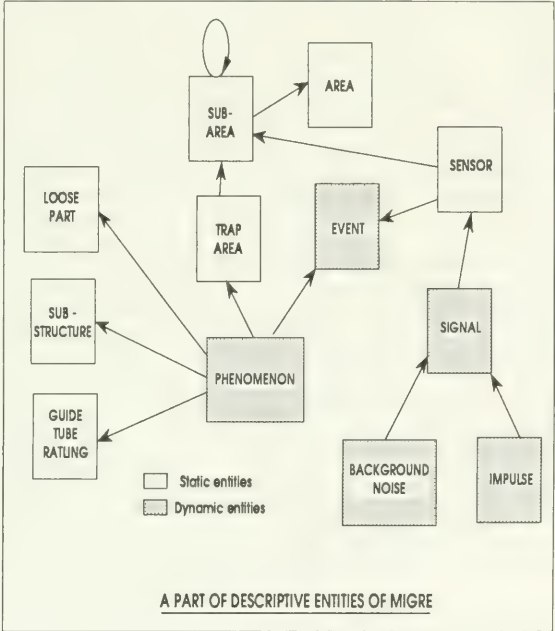 AREA
SUB-
AREA
SENSOR
LOOSE
PART
TRAP
AREA
EVENT
SUB -
STRUCTURE
SIGNAL
PHENOMENON
GUIDE
TUBE
RATLING
BACKGROUND
NOISE
IMPULSE
Static entities
Dynamic entities
A PART OF DESCRIPTIVE ENTITIES OF MIGRE